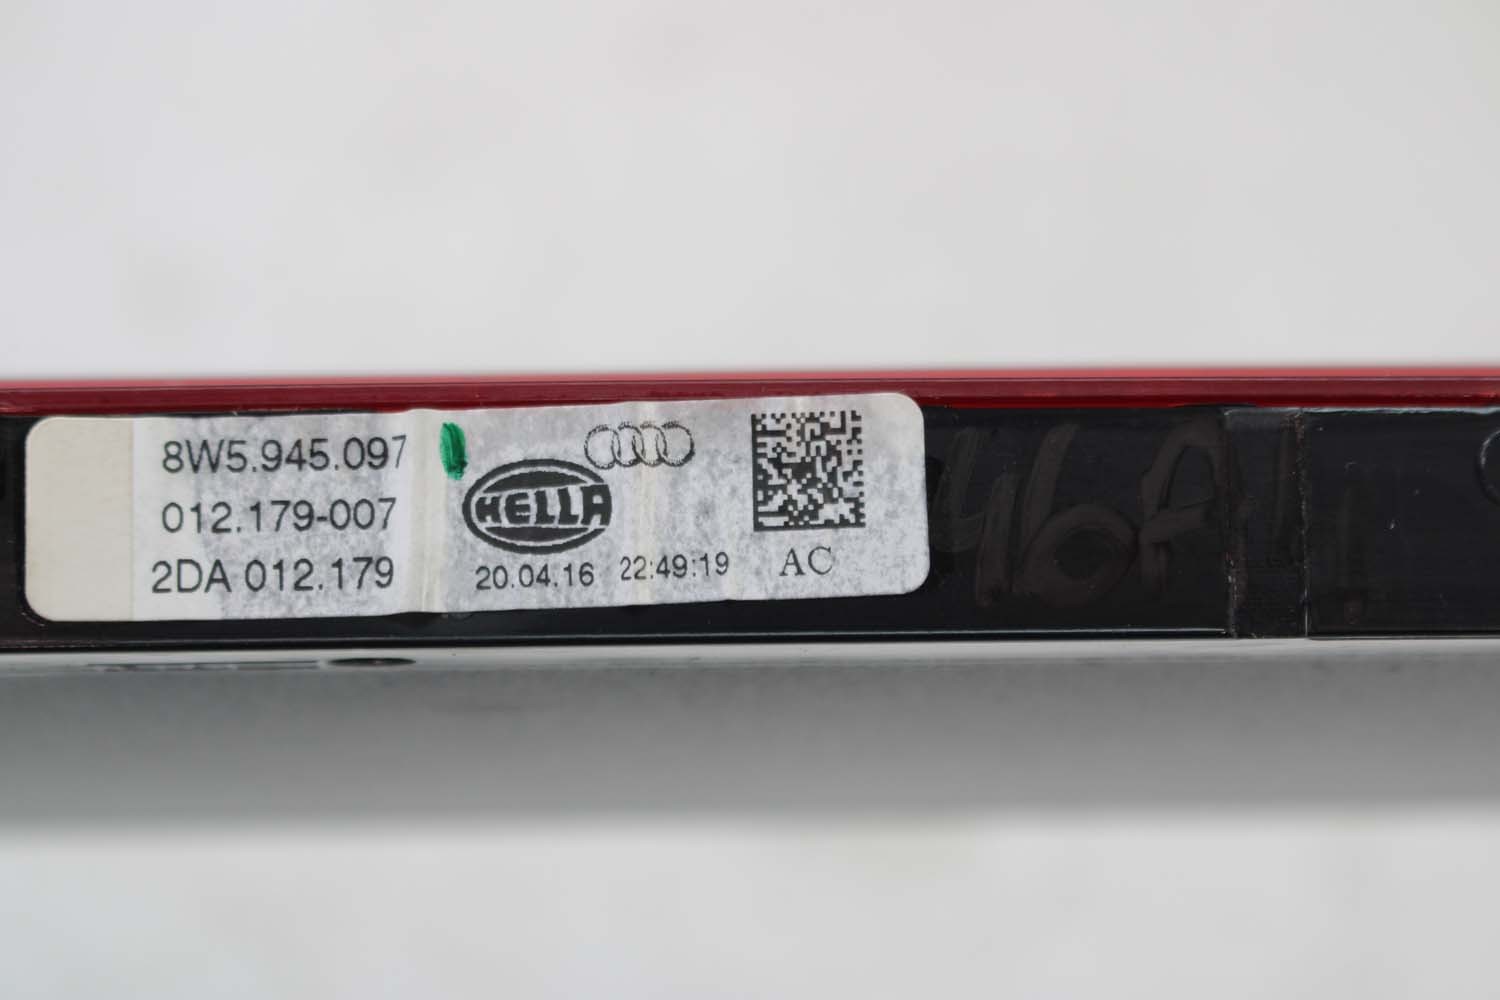 8W5.945.097
012.179-007
2DA 012.179
HELLA
20.04.16 22:49:19
AC